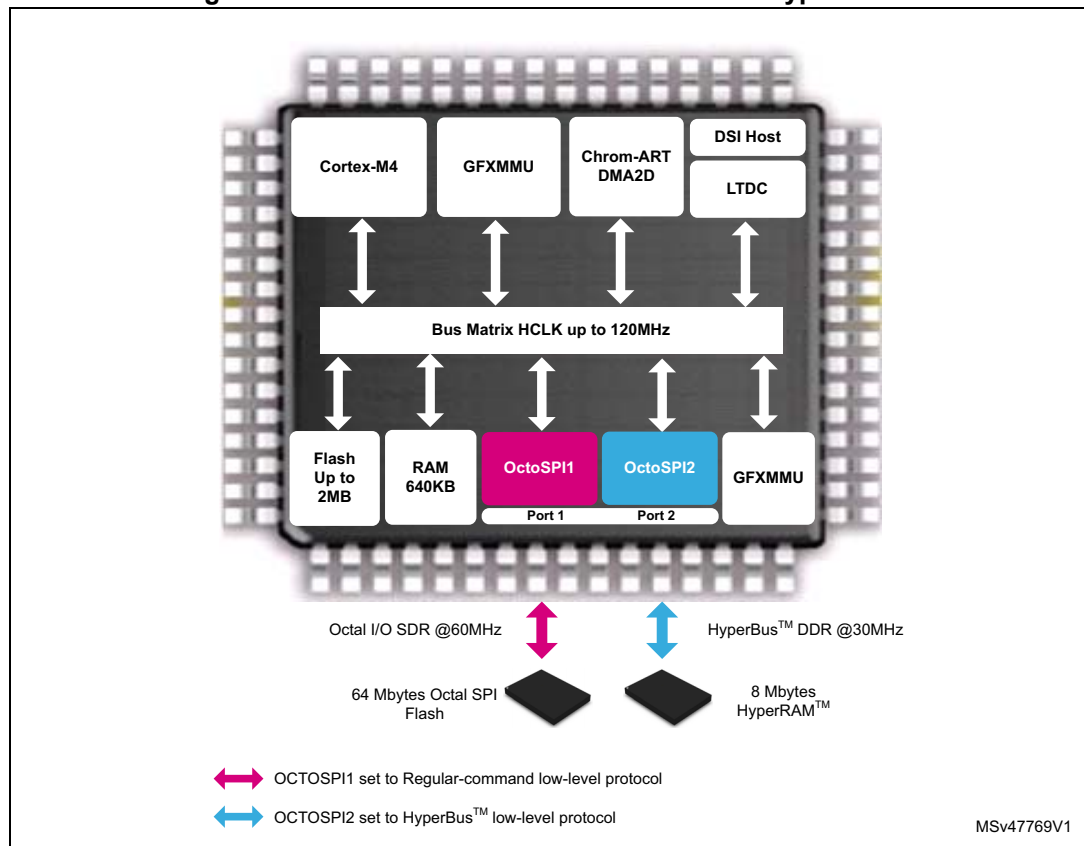 Cortex-M4
GFXMMU
Chrom-ART
DMA2D
DSI Host
LTDC
Bus Matrix HCLK up to 120MHz
Flash
Up to
2MB
RAM
640KB
OctoSPI1
OctoSPI2
GFXMMU
Port 1
Port 2
Octal I/O SDR @60MHz
HyperBus™ DDR @30MHz
64 Mbytes Octal SPI
Flash
8 Mbytes
HyperRAM™
OCTOSPI1 set to Regular-command low-level protocol
OCTOSPI2 set to HyperBus™ low-level protocol
MSv47769V1